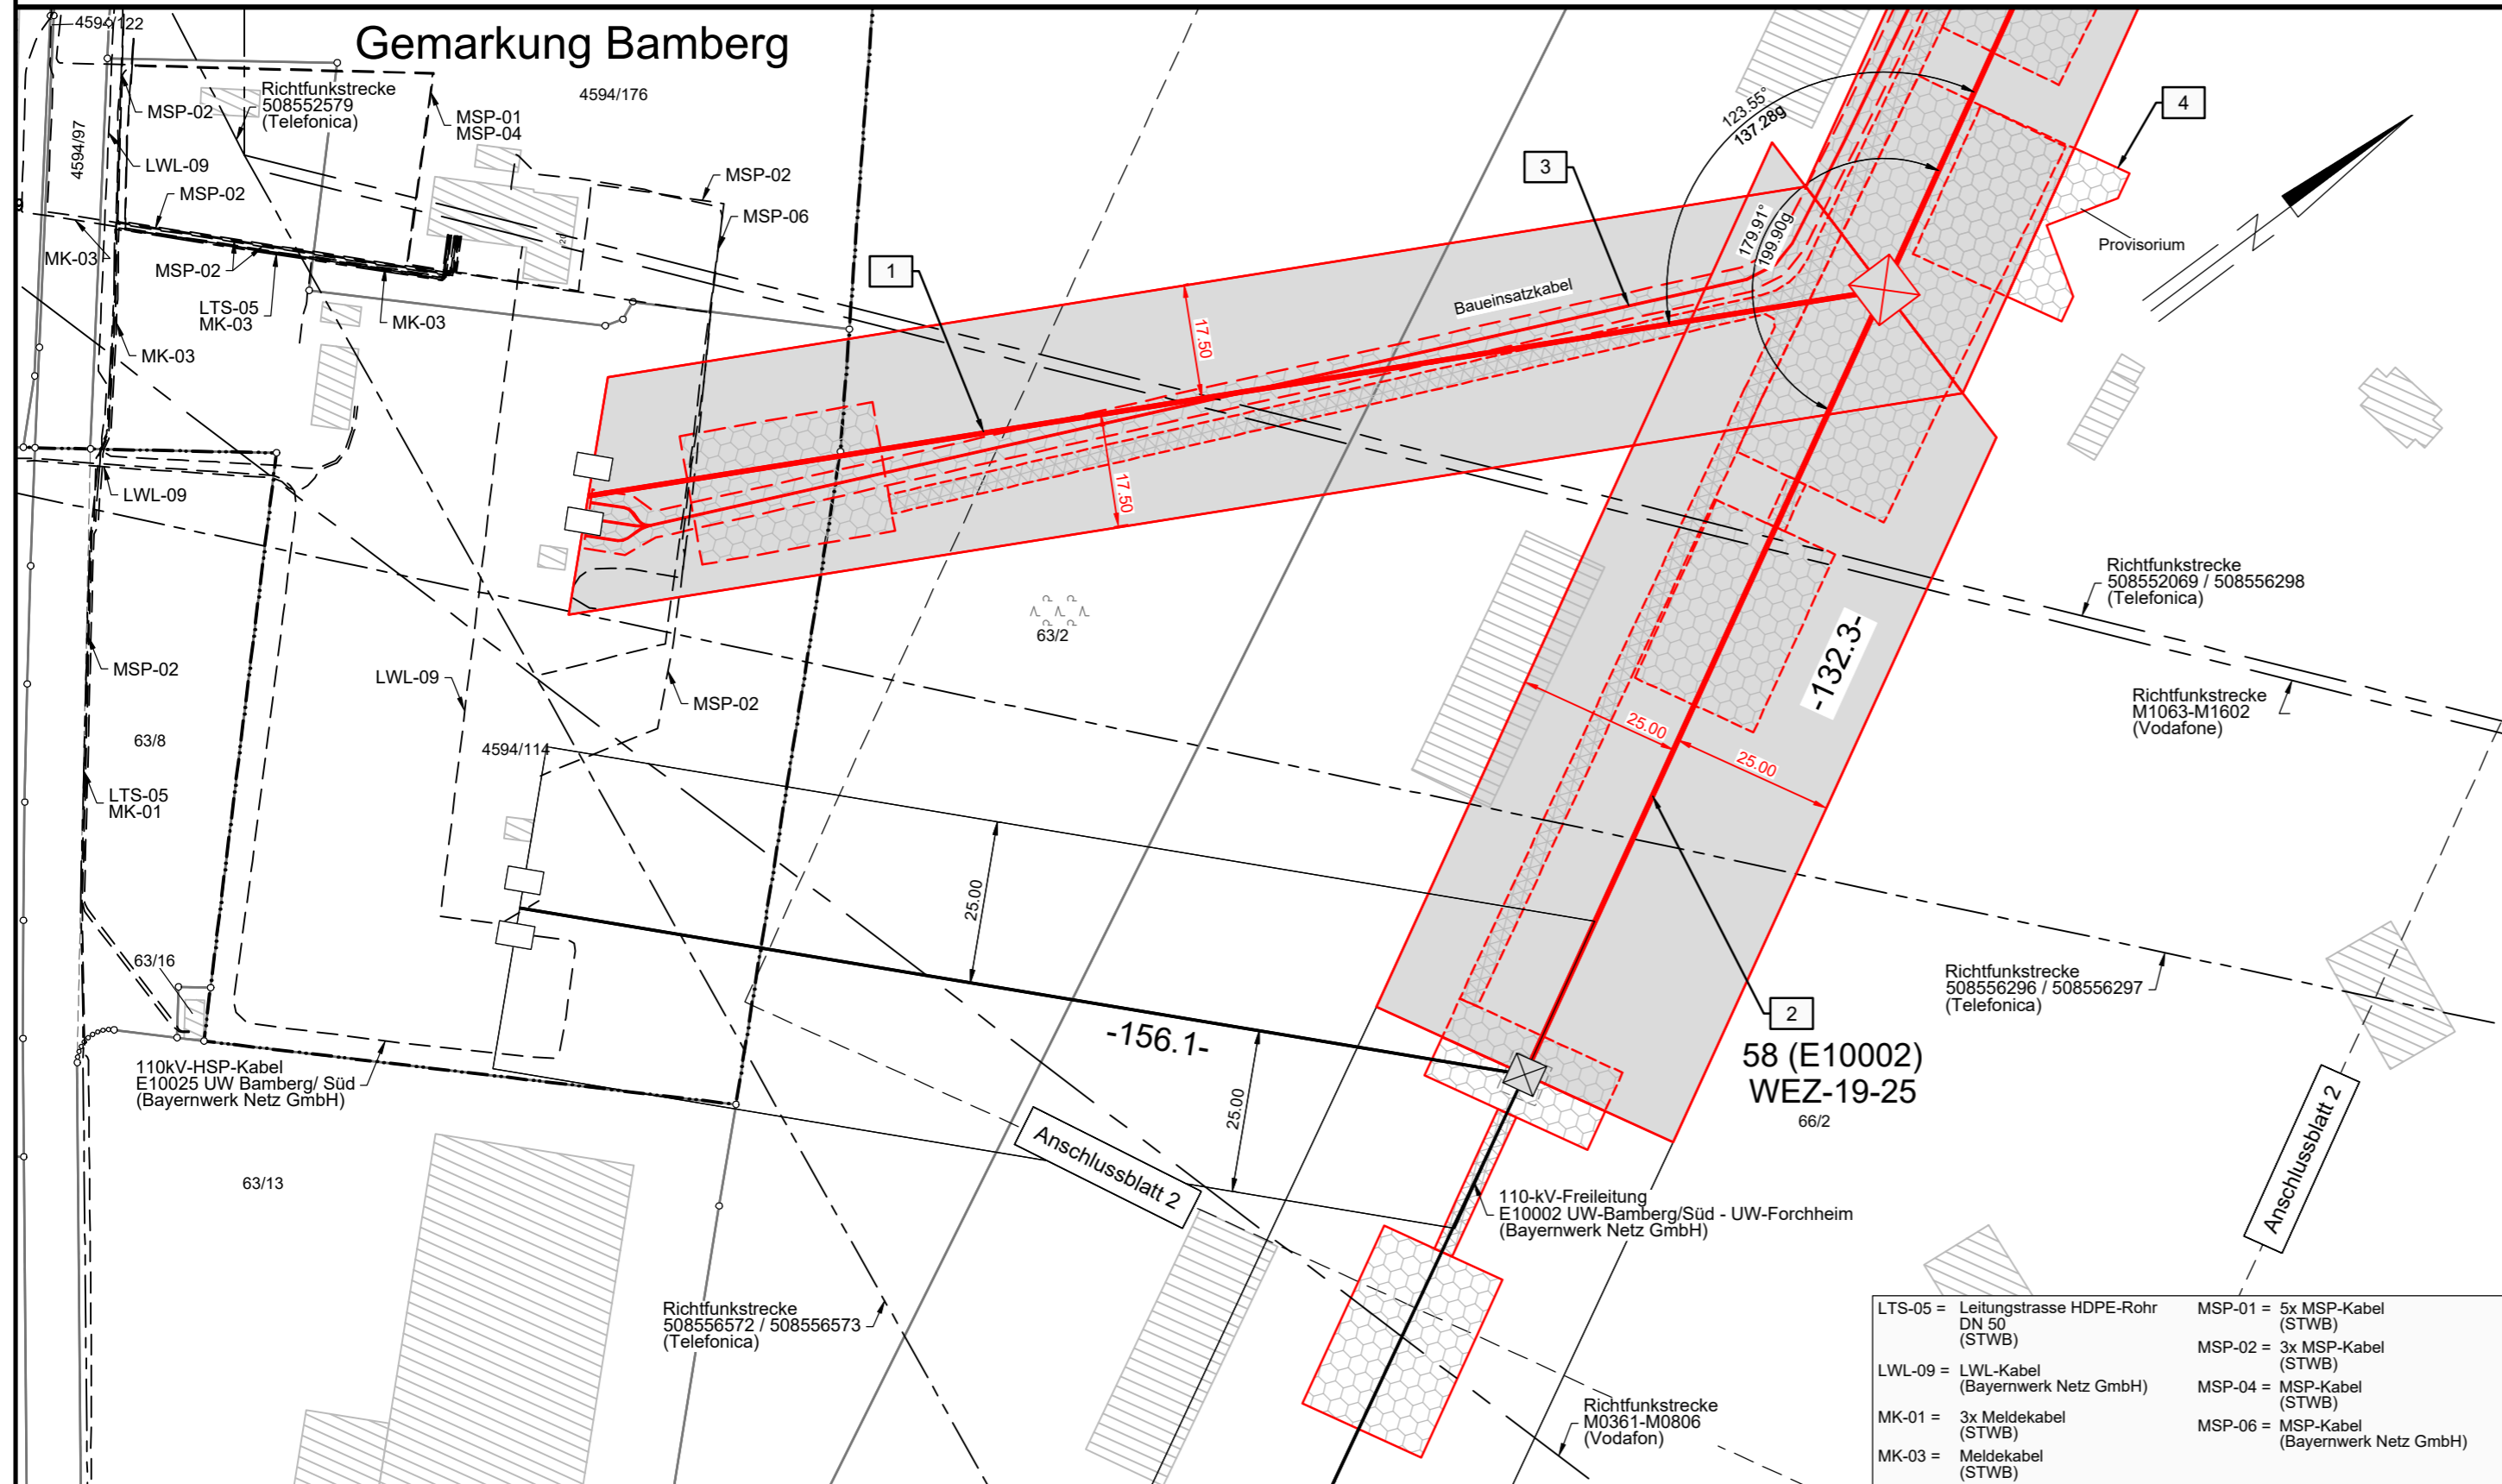 Gemarkung Bamberg
4594/122
4594/176
4594/97
MSP-02
Richtfunkstrecke
508552579
(Telefonica)
MSP-01
MSP-04
LWL-09
MSP-02
MSP-02
MSP-06
MK-03
MSP-02
LTS-05
MK-03
MK-03
MK-03
1
3
4
2
123.55°
137.28g
179.91°
199.90g
Provisorium
Baueinsatzkabel
17.50
17.50
LWL-09
MSP-02
63/8
LWL-09
MSP-02
4594/114
63/2
LTS-05
MK-01
63/16
110kV-HSP-Kabel
E10025 UW Bamberg/ Süd
(Bayernwerk Netz GmbH)
63/13
25.00
25.00
-132.3-
25.00
25.00
-156.1-
Richtfunkstrecke
508552069 / 508556298
(Telefonica)
Richtfunkstrecke
M1063-M1602
(Vodafone)
Richtfunkstrecke
508556296 / 508556297
(Telefonica)
58 (E10002)
WEZ-19-25
66/2
Anschlussblatt 2
Anschlussblatt 2
110-kV-Freileitung
E10002 UW-Bamberg/Süd - UW-Forchheim
(Bayernwerk Netz GmbH)
Richtfunkstrecke
508556572 / 508556573
(Telefonica)
Richtfunkstrecke
M0361-M0806
(Vodafon)
LTS-05 = Leitungstrasse HDPE-Rohr
DN 50
(STWB)
LWL-09 = LWL-Kabel
(Bayernwerk Netz GmbH)
MK-01 = 3x Meldekabel
(STWB)
MK-03 = Meldekabel
(STWB)
MSP-01 = 5x MSP-Kabel
(STWB)
MSP-02 = 3x MSP-Kabel
(STWB)
MSP-04 = MSP-Kabel
(STWB)
MSP-06 = MSP-Kabel
(Bayernwerk Netz GmbH)